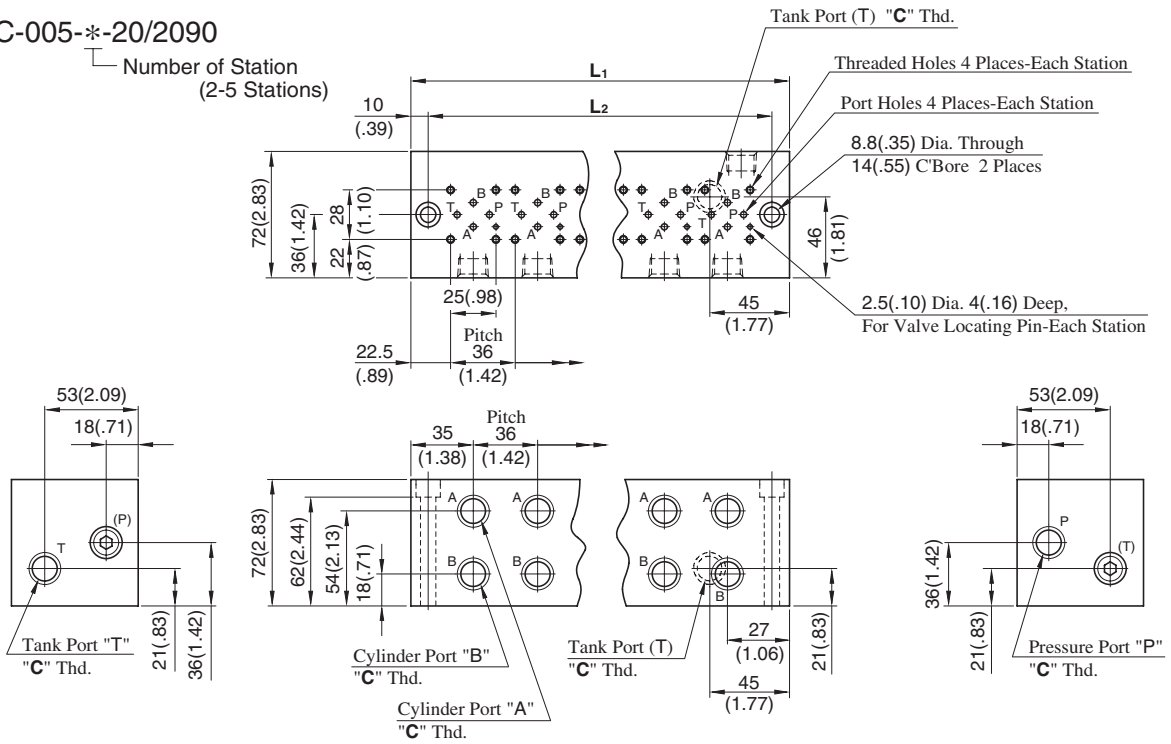 C-005-*-20/2090
Number of Station
(2-5 Stations)
Tank Port (T) "C" Thd.
L1
Threaded Holes 4 Places-Each Station
L2
Port Holes 4 Places-Each Station
10
(.39)
8.8(.35) Dia. Through
14(.55) C'Bore 2 Places
72(2.83)
36(1.42)
28
(1.10)
22
(.87)
B B B B
T P T P T P T P
A A A A
46
(1.81)
25(.98)
45
(1.77)
2.5(.10) Dia. 4(.16) Deep,
For Valve Locating Pin-Each Station
Pitch
22.5
(.89)
36
(1.42)
53(2.09)
18(.71)
(P)
T
21(.83)
36(1.42)
Tank Port "T"
"C" Thd.
Pitch
35
(1.38)
36
(1.42)
72(2.83)
62(2.44)
54(2.13)
18(.71)
A A A A
B B B B
21(.83)
27
(1.06)
45
(1.77)
Cylinder Port "B"
"C" Thd.
Cylinder Port "A"
"C" Thd.
Tank Port (T)
"C" Thd.
53(2.09)
18(.71)
P
(T)
36(1.42)
21(.83)
Pressure Port "P"
"C" Thd.